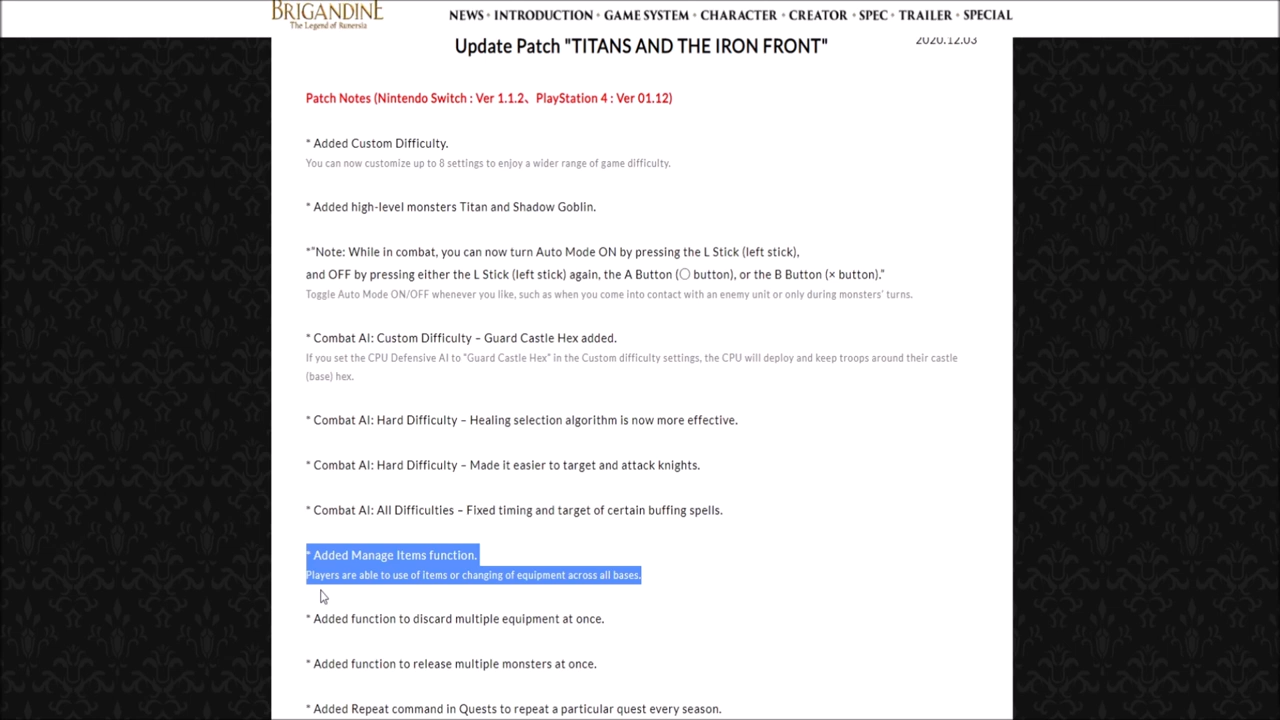 BRIGANDINE
The Legend of Runersia
NEWS • INTRODUCTION • GAME SYSTEM • CHARACTER • CREATOR • SPEC • TRAILER • SPECIAL
2020.12.03
Update Patch "TITANS AND THE IRON FRONT"
Patch Notes (Nintendo Switch : Ver 1.1.2、 PlayStation 4 : Ver 01.12)
* Added Custom Difficulty.
You can now customize up to 8 settings to enjoy a wider range of game difficulty.
* Added high-level monsters Titan and Shadow Goblin.
*"Note: While in combat, you can now turn Auto Mode ON by pressing the L Stick (left stick),
and OFF by pressing either the L Stick (left stick) again, the A Button (○ button), or the B Button (× button)."
Toggle Auto Mode ON/OFF whenever you like, such as when you come into contact with an enemy unit or only during monsters' turns.
* Combat AI: Custom Difficulty – Guard Castle Hex added.
If you set the CPU Defensive AI to "Guard Castle Hex" in the Custom difficulty settings, the CPU will deploy and keep troops around their castle
(base) hex.
* Combat AI: Hard Difficulty – Healing selection algorithm is now more effective.
* Combat AI: Hard Difficulty – Made it easier to target and attack knights.
* Combat AI: All Difficulties – Fixed timing and target of certain buffing spells.
* Added Manage Items function.
Players are able to use of items or changing of equipment across all bases.
* Added function to discard multiple equipment at once.
* Added function to release multiple monsters at once.
* Added Repeat command in Quests to repeat a particular quest every season.